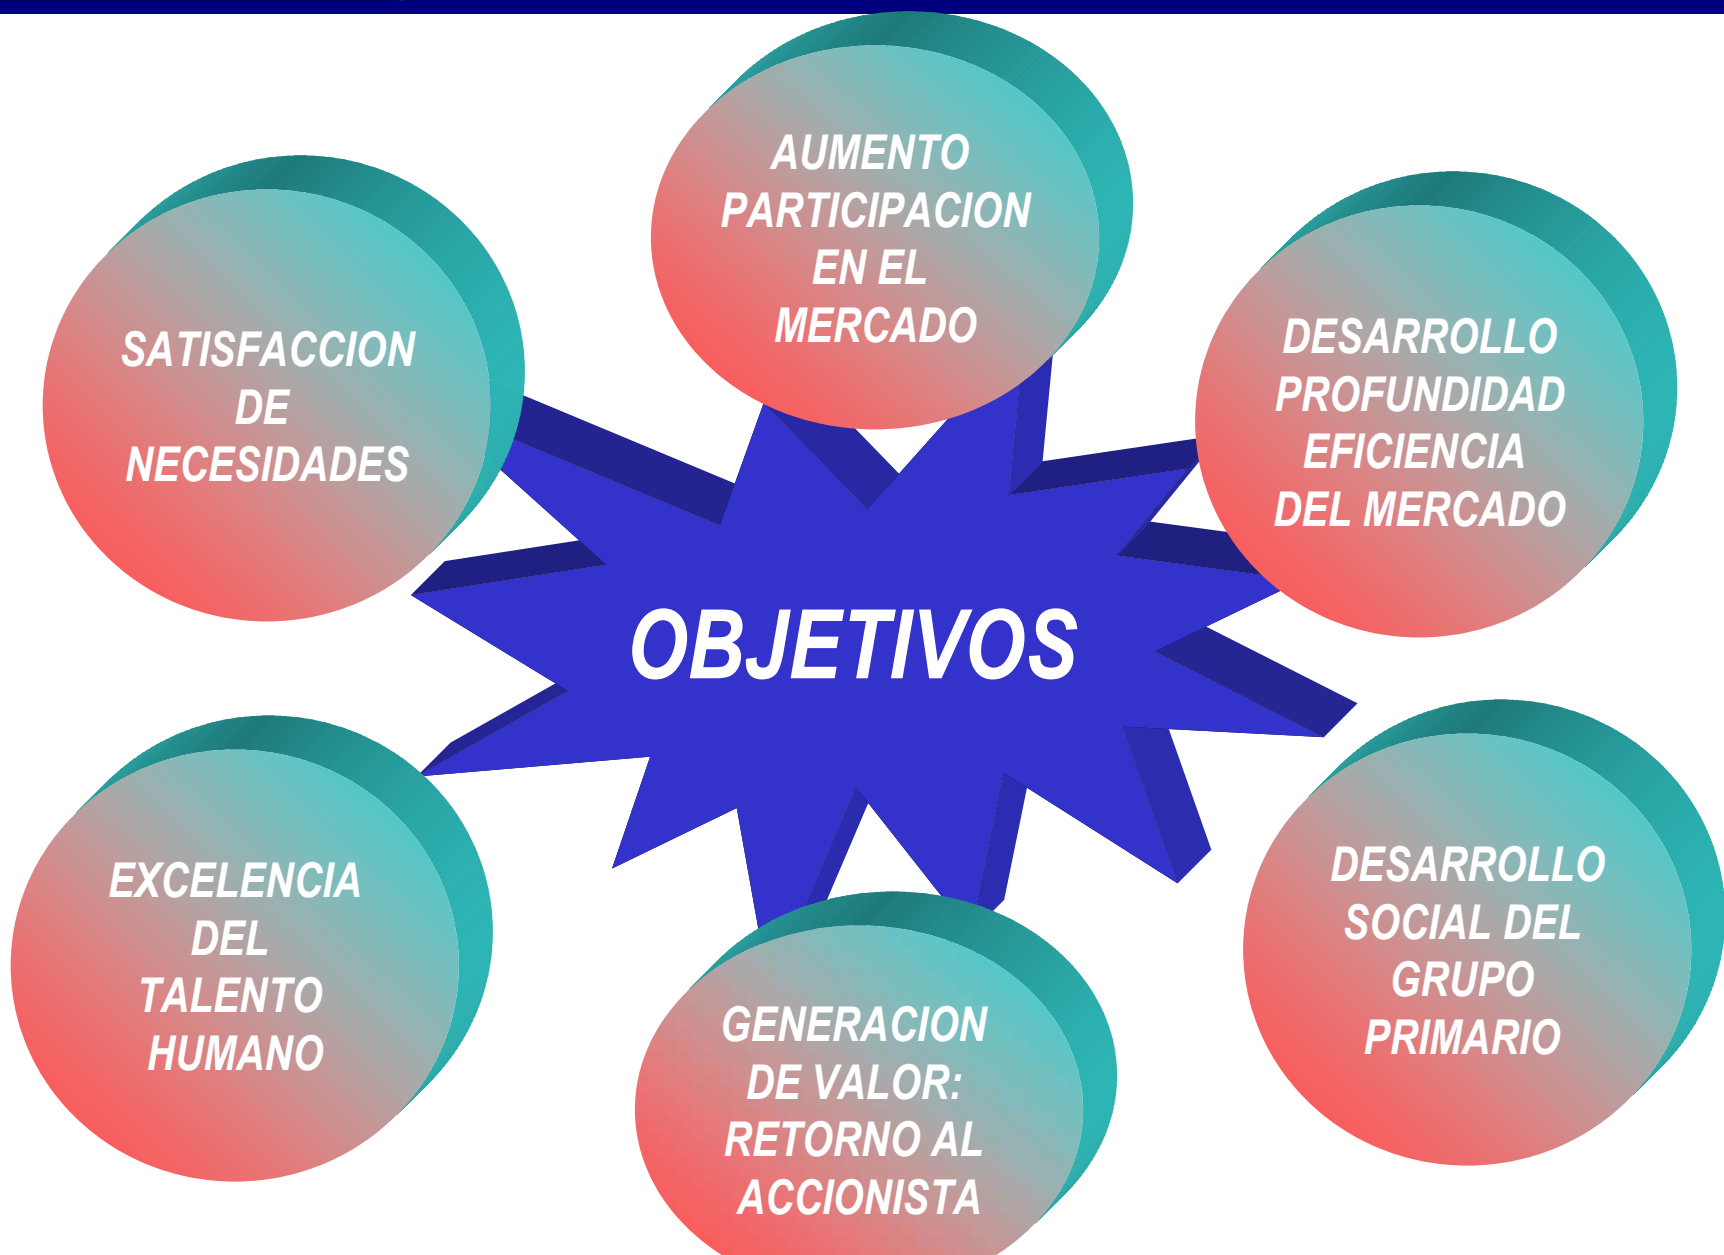 AUMENTO
PARTICIPACION
EN EL
MERCADO
SATISFACCION
DE
NECESIDADES
DESARROLLO
PROFUNDIDAD
EFICIENCIA
DEL MERCADO
OBJETIVOS
EXCELENCIA
DEL
TALENTO
HUMANO
GENERACION
DE VALOR:
RETORNO AL
ACCIONISTA
DESARROLLO
SOCIAL DEL
GRUPO
PRIMARIO